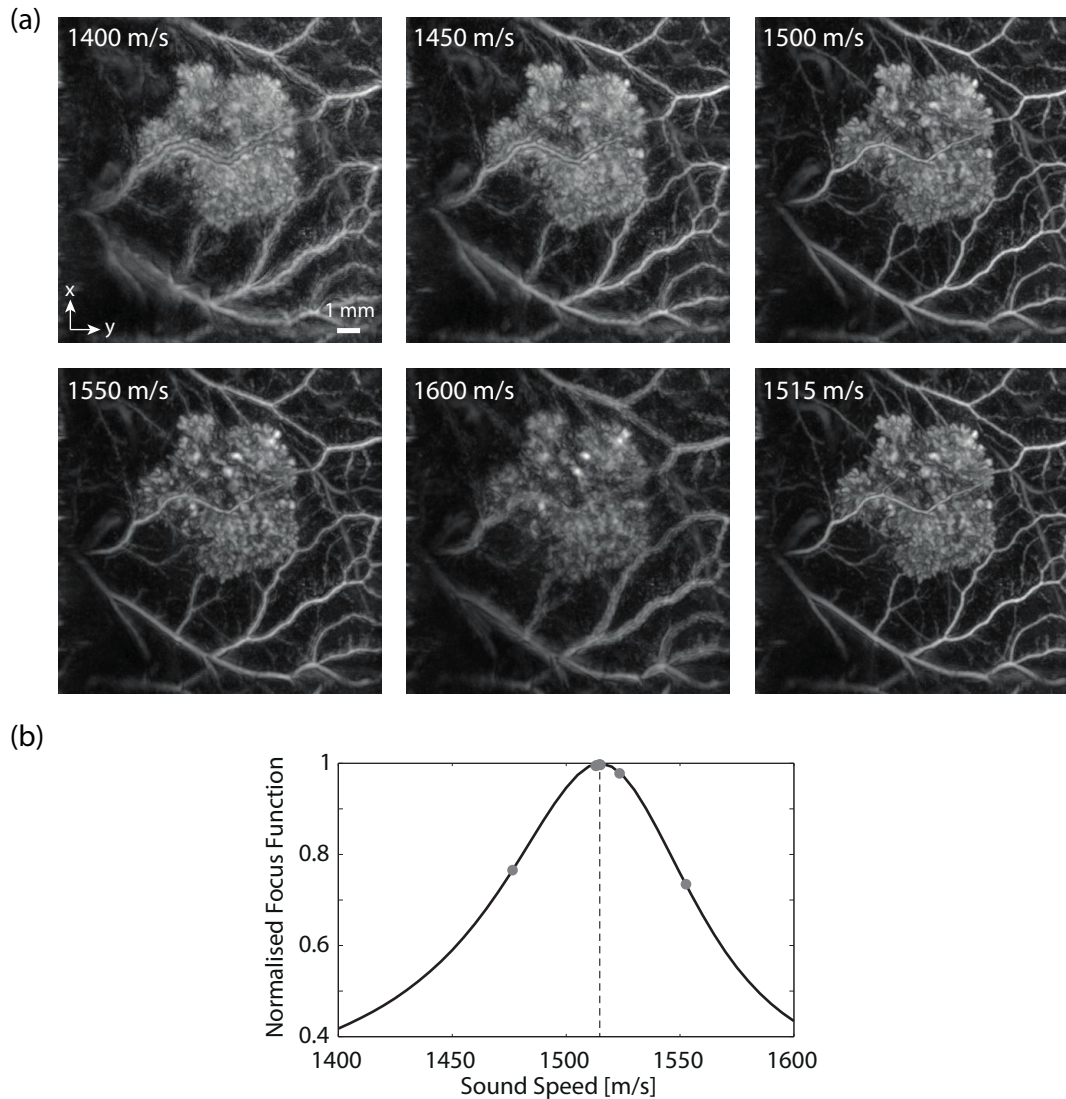 (a)
1400 m/s
1450 m/s
1500 m/s
x
y
1 mm
1550 m/s
1600 m/s
1515 m/s
(b)
Normalised Focus Function
1
0.8
0.6
0.4
1400
1450
1500
1550
1600
Sound Speed [m/s]